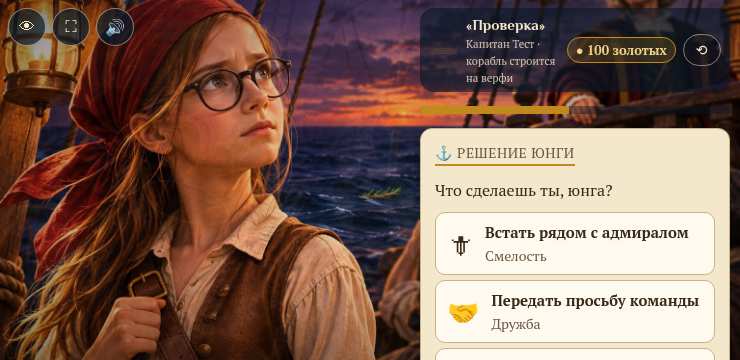 «Проверка»
Капитан Тест ·
корабль строится
на верфи
● 100 золотых
⚓ РЕШЕНИЕ ЮНГИ
Что сделаешь ты, юнга?
Встать рядом с адмиралом
Смелость
Передать просьбу команды
Дружба